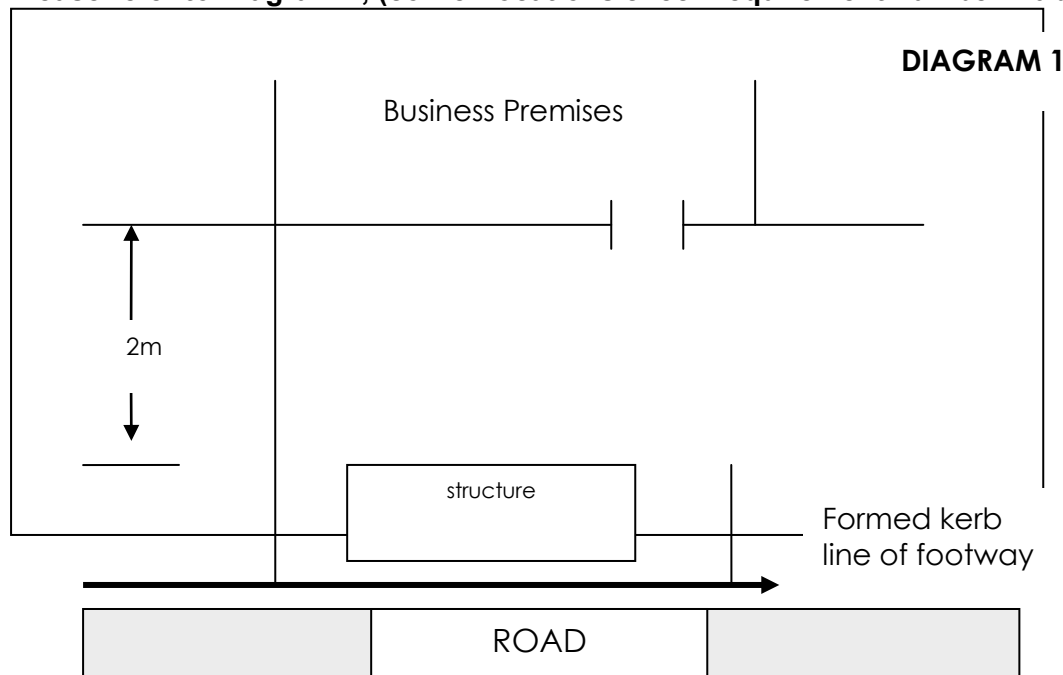 DIAGRAM 1
Business Premises
2m
structure
Formed kerb
line of footway
ROAD